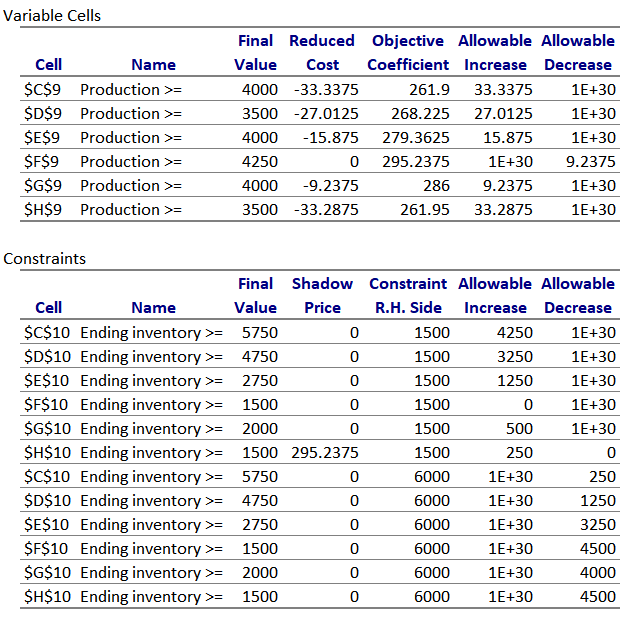 Variable Cells
Final Reduced Objective Allowable Allowable
Cell Name Value Cost Coefficient Increase Decrease
$C$9 Production >= 4000 -33.3375 261.9 33.3375 1E+30
$D$9 Production >= 3500 -27.0125 268.225 27.0125 1E+30
$E$9 Production >= 4000 -15.875 279.3625 15.875 1E+30
$F$9 Production >= 4250 0 295.2375 1E+30 9.2375
$G$9 Production >= 4000 -9.2375 286 9.2375 1E+30
$H$9 Production >= 3500 -33.2875 261.95 33.2875 1E+30
Constraints
Final Shadow Constraint Allowable Allowable
Cell Name Value Price R.H. Side Increase Decrease
$C$10 Ending inventory >= 5750 0 1500 4250 1E+30
$D$10 Ending inventory >= 4750 0 1500 3250 1E+30
$E$10 Ending inventory >= 2750 0 1500 1250 1E+30
$F$10 Ending inventory >= 1500 0 1500 0 1E+30
$G$10 Ending inventory >= 2000 0 1500 500 1E+30
$H$10 Ending inventory >= 1500 295.2375 1500 250 0
$C$10 Ending inventory >= 5750 0 6000 1E+30 250
$D$10 Ending inventory >= 4750 0 6000 1E+30 1250
$E$10 Ending inventory >= 2750 0 6000 1E+30 3250
$F$10 Ending inventory >= 1500 0 6000 1E+30 4500
$G$10 Ending inventory >= 2000 0 6000 1E+30 4000
$H$10 Ending inventory >= 1500 0 6000 1E+30 4500